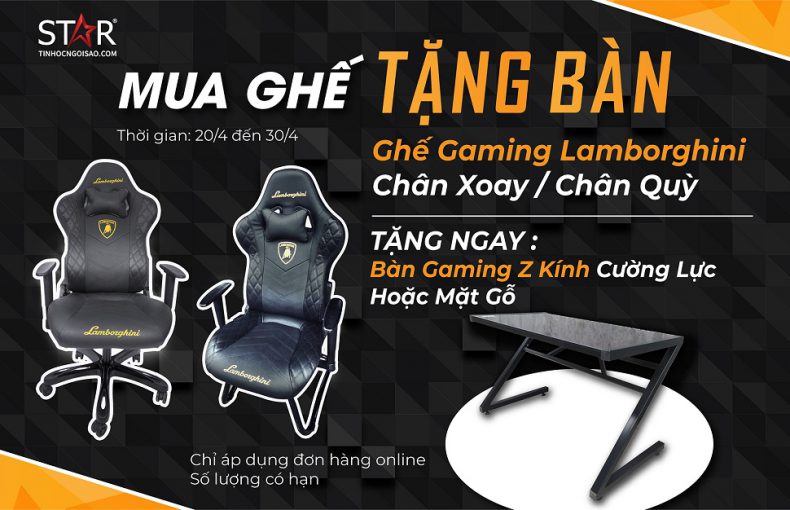 STAR®
TINHOCNGOISAO.COM
MUA GHẾ TẶNG BÀN
Thời gian: 20/4 đến 30/4
Ghế Gaming Lamborghini
Chân Xoay / Chân Quỳ
TẶNG NGAY :
Bàn Gaming Z Kính Cường Lực
Hoặc Mặt Gỗ
Lamborghini
Lamborghini
Lamborghini
Lamborghini
Chỉ áp dụng đơn hàng online
Số lượng có hạn